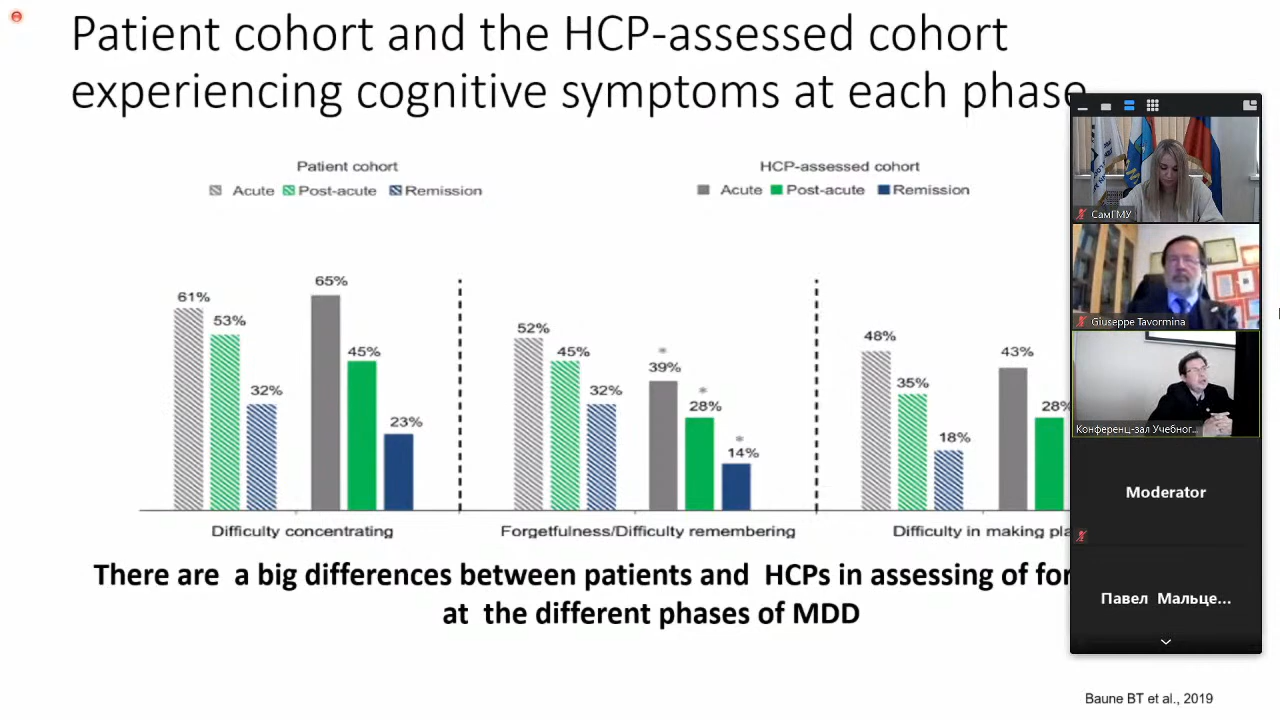 Patient cohort and the HCP-assessed cohort
experiencing cognitive symptoms at each phase
Patient cohort
Acute Post-acute Remission
HCP-assessed cohort
Acute Post-acute Remission
61%
53%
32%
65%
45%
23%
52%
45%
32%
*
39%
*
28%
*
14%
48%
35%
18%
43%
28%
Difficulty concentrating
Forgetfulness/Difficulty remembering
Difficulty in making pla
There are a big differences between patients and HCPs in assessing of for
at the different phases of MDD
Baune BT et al., 2019
СамГМУ
Giuseppe Tavormina
Конференц-зал Учебног...
Moderator
Павел Мальце...